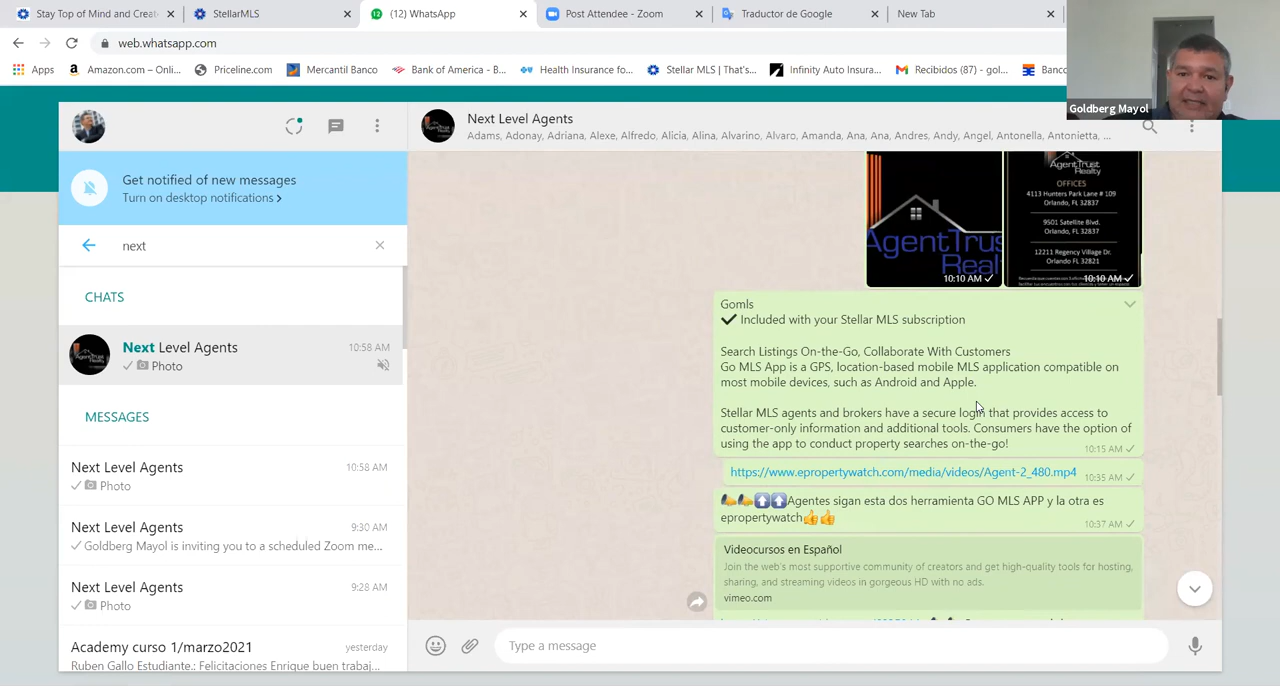 Stay Top of Mind and Creat
StellarMLS
(12) WhatsApp
Post Attendee - Zoom
Traductor de Google
New Tab
web.whatsapp.com
Apps
Amazon.com – Onli...
Priceline.com
Mercantil Banco
Bank of America - B...
Health Insurance fo...
Stellar MLS | That's...
Infinity Auto Insura...
Recibidos (87) - gol...
Banco
Goldberg Mayol
Get notified of new messages
Turn on desktop notifications >
next
CHATS
Next Level Agents
10:58 AM
Photo
MESSAGES
Next Level Agents
10:58 AM
Photo
Next Level Agents
9:30 AM
Goldberg Mayol is inviting you to a scheduled Zoom me...
Next Level Agents
9:28 AM
Photo
Academy curso 1/marzo2021
yesterday
Ruben Gallo Estudiante.: Felicitaciones Enrique buen trabaj...
Next Level Agents
Adams, Adonay, Adriana, Alexe, Alfredo, Alicia, Alina, Alvarino, Alvaro, Amanda, Ana, Ana, Andres, Andy, Angel, Antonella, Antonietta, ...
AgentTrus
Real
10:10 AM
AgentTrust
Realty
OFFICES
4113 Hunters Park Lane # 109
Orlando, FL 32837
9501 Satellite Blvd.
Orlando, FL 32837
12211 Regency Village Dr.
Orlando FL 32821
10:10 AM
Gomls
✔ Included with your Stellar MLS subscription
Search Listings On-the-Go, Collaborate With Customers
Go MLS App is a GPS, location-based mobile MLS application compatible on
most mobile devices, such as Android and Apple.
Stellar MLS agents and brokers have a secure login that provides access to
customer-only information and additional tools. Consumers have the option of
using the app to conduct property searches on-the-go!
10:15 AM
https://www.epropertywatch.com/media/videos/Agent-2_480.mp4
10:35 AM
Agentes sigan esta dos herramienta GO MLS APP y la otra es
epropertywatch👍👍
10:37 AM
Videocursos en Español
Join the web's most supportive community of creators and get high-quality tools for hosting,
sharing, and streaming videos in gorgeous HD with no ads.
vimeo.com
Type a message